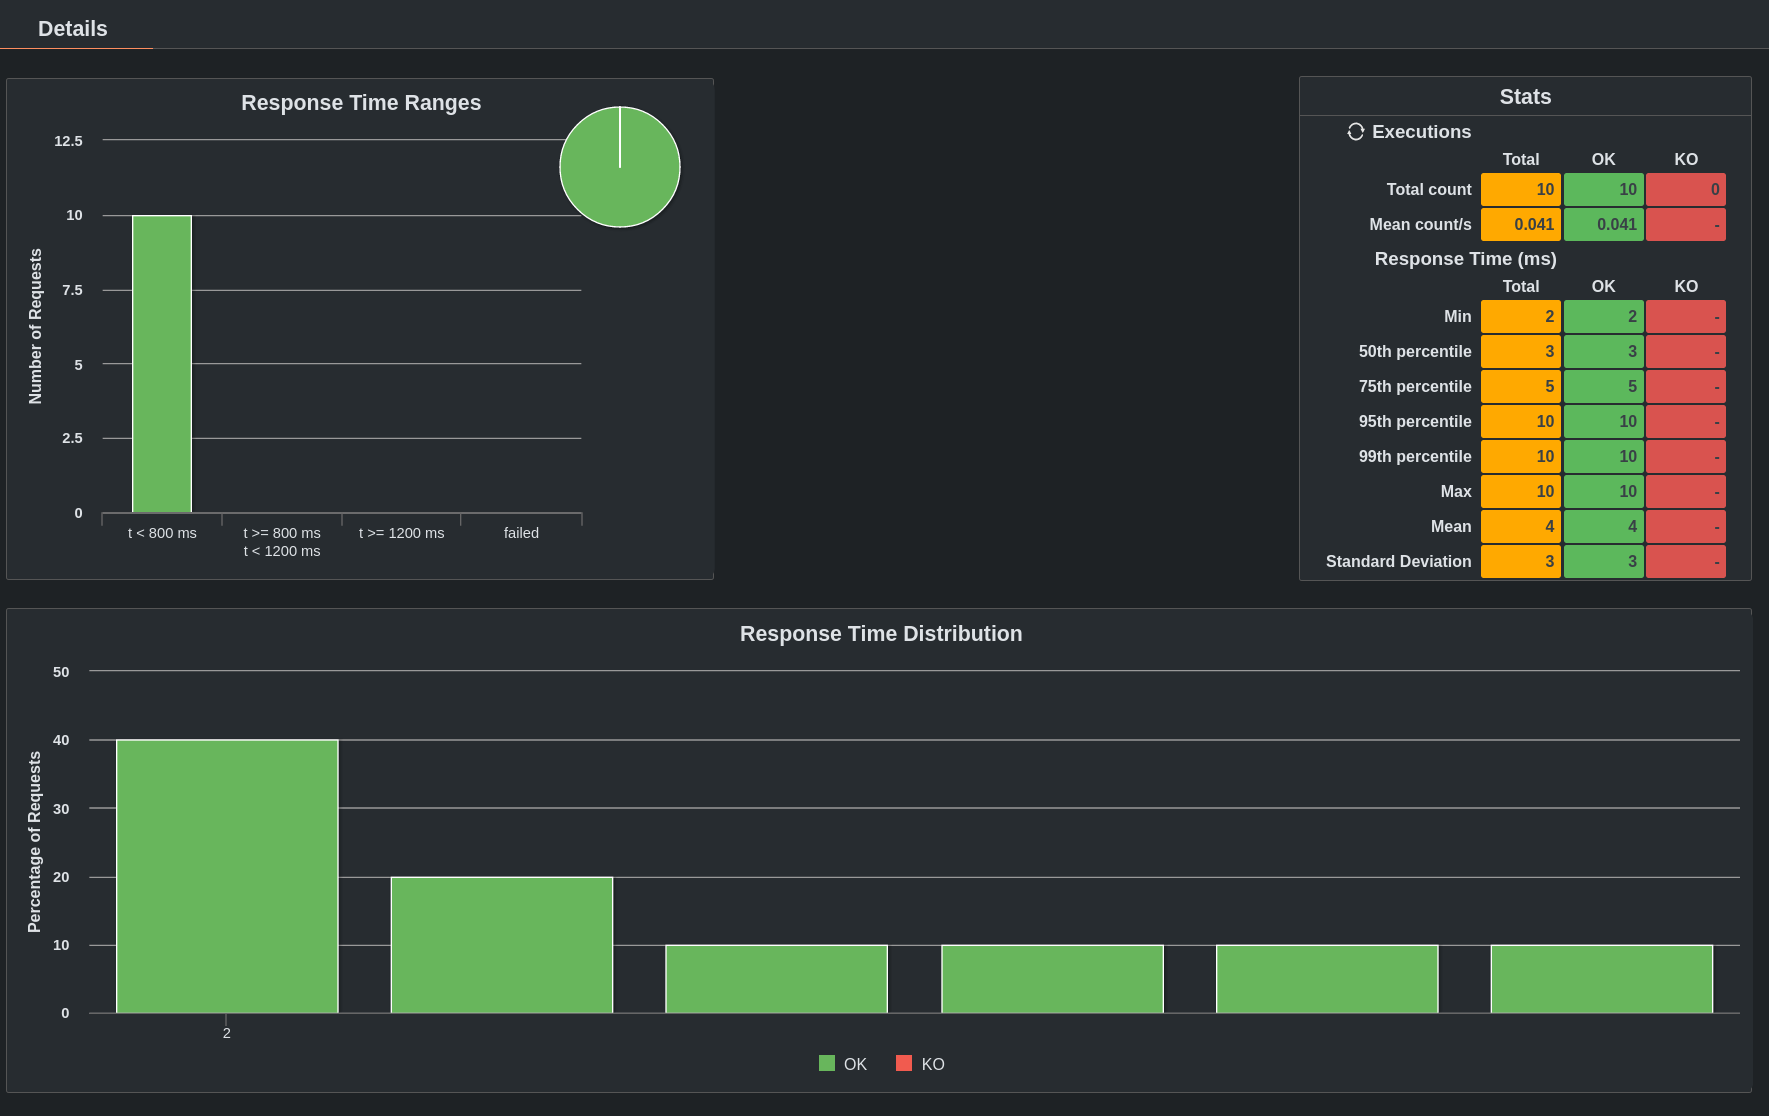 Details
Response Time Ranges
12.5
10
7.5
5
2.5
0
Number of Requests
t < 800 ms
t >= 800 ms
t < 1200 ms
t >= 1200 ms
failed
Stats
Executions
Total OK KO
Total count 10 10 0
Mean count/s 0.041 0.041 -
Response Time (ms)
Total OK KO
Min 2 2 -
50th percentile 3 3 -
75th percentile 5 5 -
95th percentile 10 10 -
99th percentile 10 10 -
Max 10 10 -
Mean 4 4 -
Standard Deviation 3 3 -
Response Time Distribution
50
40
30
20
10
0
Percentage of Requests
2
OK KO